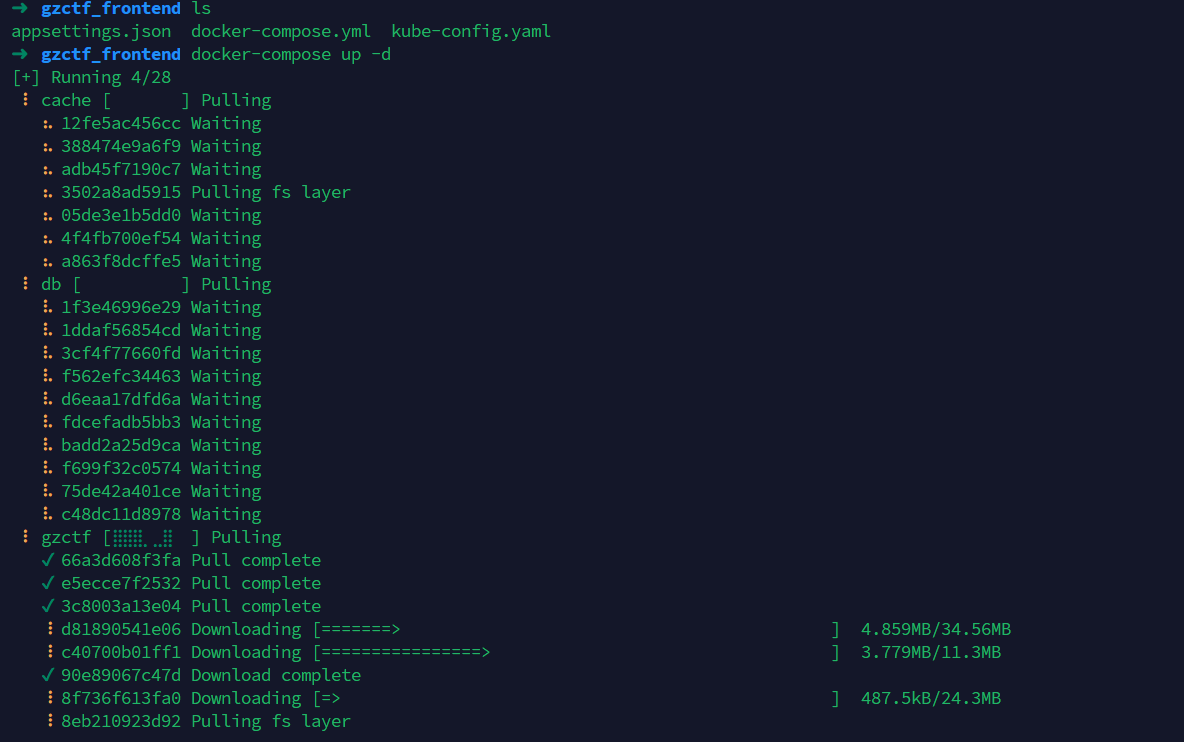 → gzctf_frontend ls
appsettings.json docker-compose.yml kube-config.yaml
→ gzctf_frontend docker-compose up -d
[+] Running 4/28
⠸ cache [       ] Pulling
⠦ 12fe5ac456cc Waiting
⠦ 388474e9a6f9 Waiting
⠦ adb45f7190c7 Waiting
⠦ 3502a8ad5915 Pulling fs layer
⠦ 05de3e1b5dd0 Waiting
⠦ 4f4fb700ef54 Waiting
⠦ a863f8dcffe5 Waiting
⠸ db [          ] Pulling
⠧ 1f3e46996e29 Waiting
⠧ 1ddaf56854cd Waiting
⠧ 3cf4f77660fd Waiting
⠧ f562efc34463 Waiting
⠧ d6eaa17dfd6a Waiting
⠧ fdcefadb5bb3 Waiting
⠧ badd2a25d9ca Waiting
⠧ f699f32c0574 Waiting
⠧ 75de42a401ce Waiting
⠧ c48dc11d8978 Waiting
⠸ gzctf [⣿⣿⣿⣄⣀⣿  ] Pulling
✓ 66a3d608f3fa Pull complete
✓ e5ecce7f2532 Pull complete
✓ 3c8003a13e04 Pull complete
⠸ d81890541e06 Downloading [=======>                                           ] 4.859MB/34.56MB
⠸ c40700b01ff1 Downloading [================>                                  ] 3.779MB/11.3MB
✓ 90e89067c47d Download complete
⠸ 8f736f613fa0 Downloading [=>                                                 ] 487.5kB/24.3MB
⠸ 8eb210923d92 Pulling fs layer